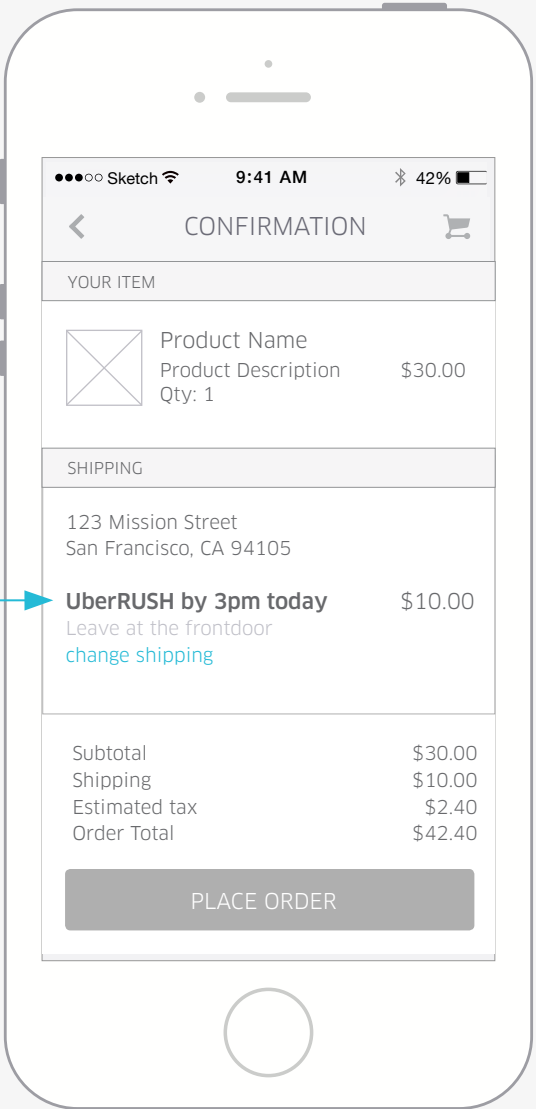 Sketch 9:41 AM 42%
CONFIRMATION
YOUR ITEM
Product Name
Product Description $30.00
Qty: 1
SHIPPING
123 Mission Street
San Francisco, CA 94105
UberRUSH by 3pm today $10.00
Leave at the frontdoor
change shipping
Subtotal $30.00
Shipping $10.00
Estimated tax $2.40
Order Total $42.40
PLACE ORDER